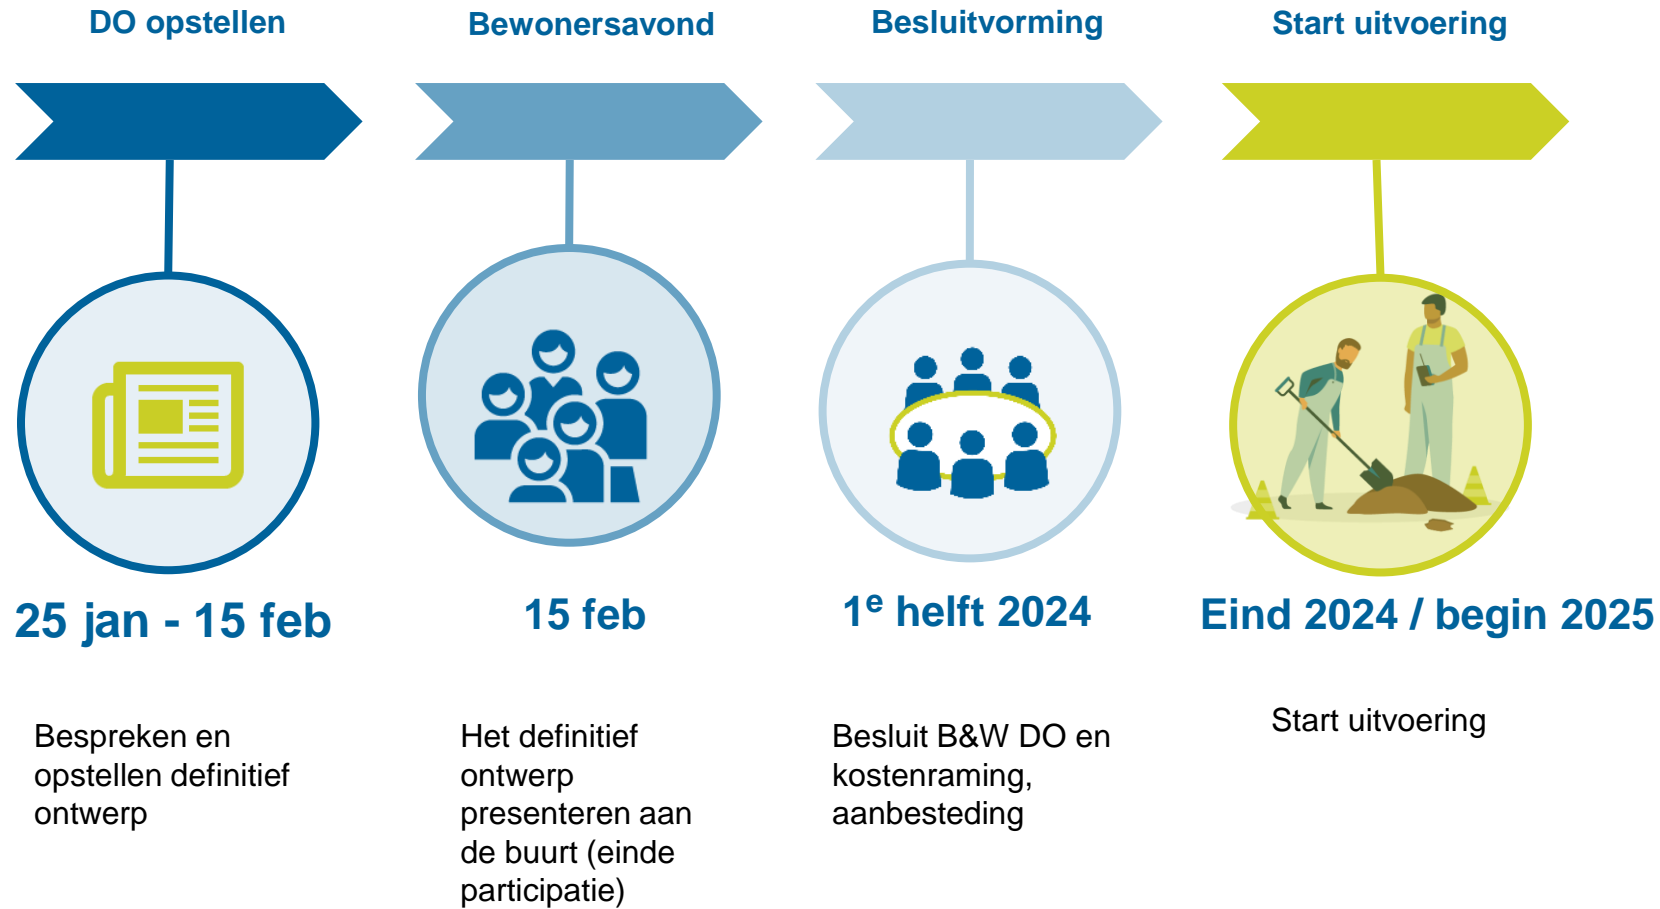 DO opstellen
Bewonersavond
Besluitvorming
Start uitvoering
25 jan - 15 feb
15 feb
1e helft 2024
Eind 2024 / begin 2025
Bespreken en
opstellen definitief
ontwerp
Het definitief
ontwerp
presenteren aan
de buurt (einde
participatie)
Besluit B&W DO en
kostenraming,
aanbesteding
Start uitvoering